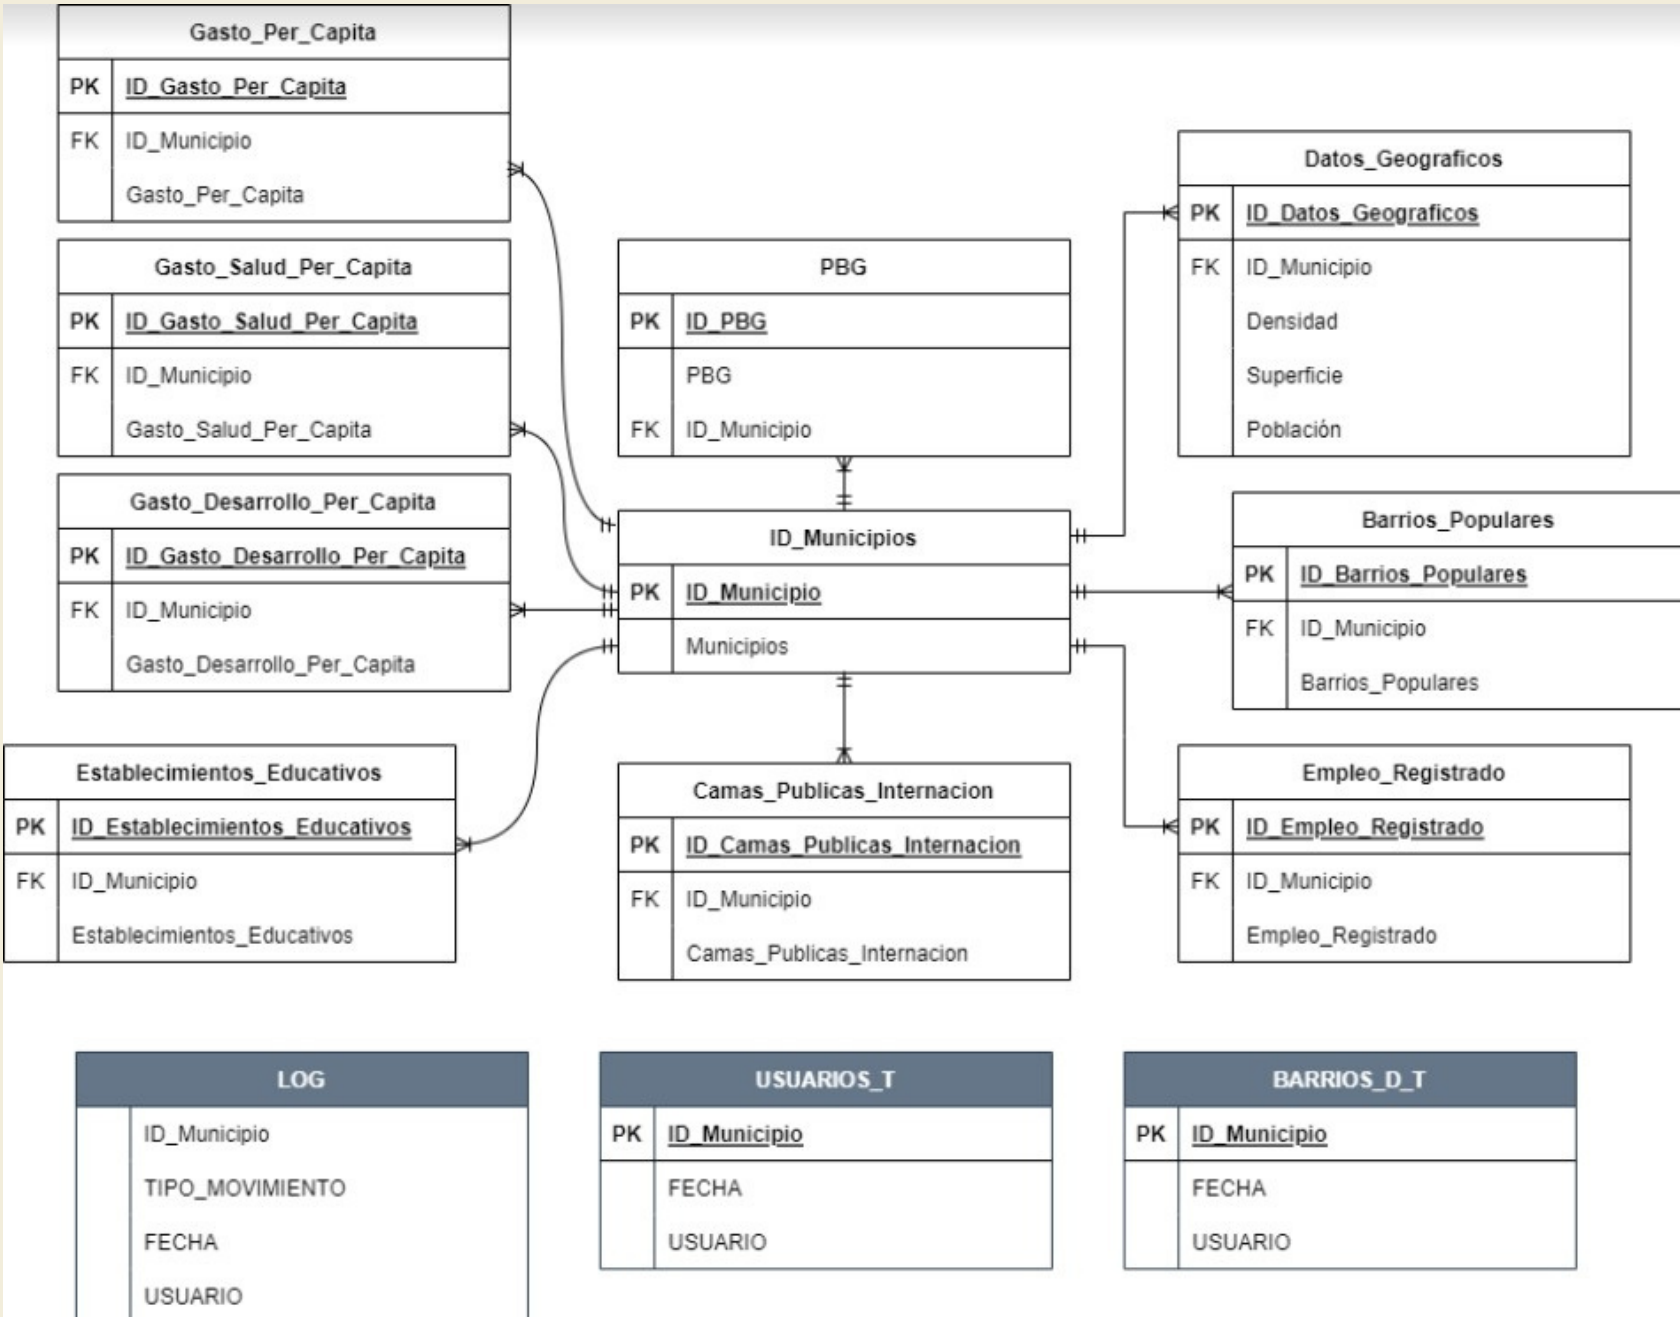 Gasto_Per_Capita
PK ID_Gasto_Per_Capita
FK ID_Municipio
Gasto_Per_Capita
Gasto_Salud_Per_Capita
PK ID_Gasto_Salud_Per_Capita
FK ID_Municipio
Gasto_Salud_Per_Capita
Gasto_Desarrollo_Per_Capita
PK ID_Gasto_Desarrollo_Per_Capita
FK ID_Municipio
Gasto_Desarrollo_Per_Capita
Establecimientos_Educativos
PK ID_Establecimientos_Educativos
FK ID_Municipio
Establecimientos_Educativos
PBG
PK ID_PBG
PBG
FK ID_Municipio
ID_Municipios
PK ID_Municipio
Municipios
Camas_Publicas_Internacion
PK ID_Camas_Publicas_Internacion
FK ID_Municipio
Camas_Publicas_Internacion
Datos_Geograficos
PK ID_Datos_Geograficos
FK ID_Municipio
Densidad
Superficie
Población
Barrios_Populares
PK ID_Barrios_Populares
FK ID_Municipio
Barrios_Populares
Empleo_Registrado
PK ID_Empleo_Registrado
FK ID_Municipio
Empleo_Registrado
LOG
ID_Municipio
TIPO_MOVIMIENTO
FECHA
USUARIO
USUARIOS_T
PK ID_Municipio
FECHA
USUARIO
BARRIOS_D_T
PK ID_Municipio
FECHA
USUARIO